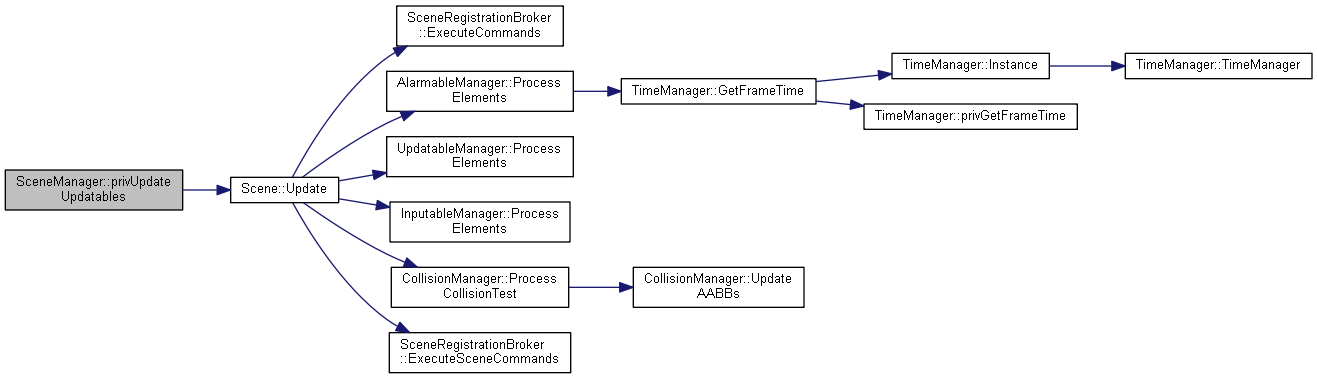 SceneManager::privUpdate
Updatables
Scene::Update
SceneRegistrationBroker
::ExecuteCommands
AlarmableManager::Process
Elements
UpdatableManager::Process
Elements
InputableManager::Process
Elements
CollisionManager::Process
CollisionTest
SceneRegistrationBroker
::ExecuteSceneCommands
TimeManager::GetFrameTime
CollisionManager::Update
AABBs
TimeManager::Instance
TimeManager::privGetFrameTime
TimeManager::TimeManager